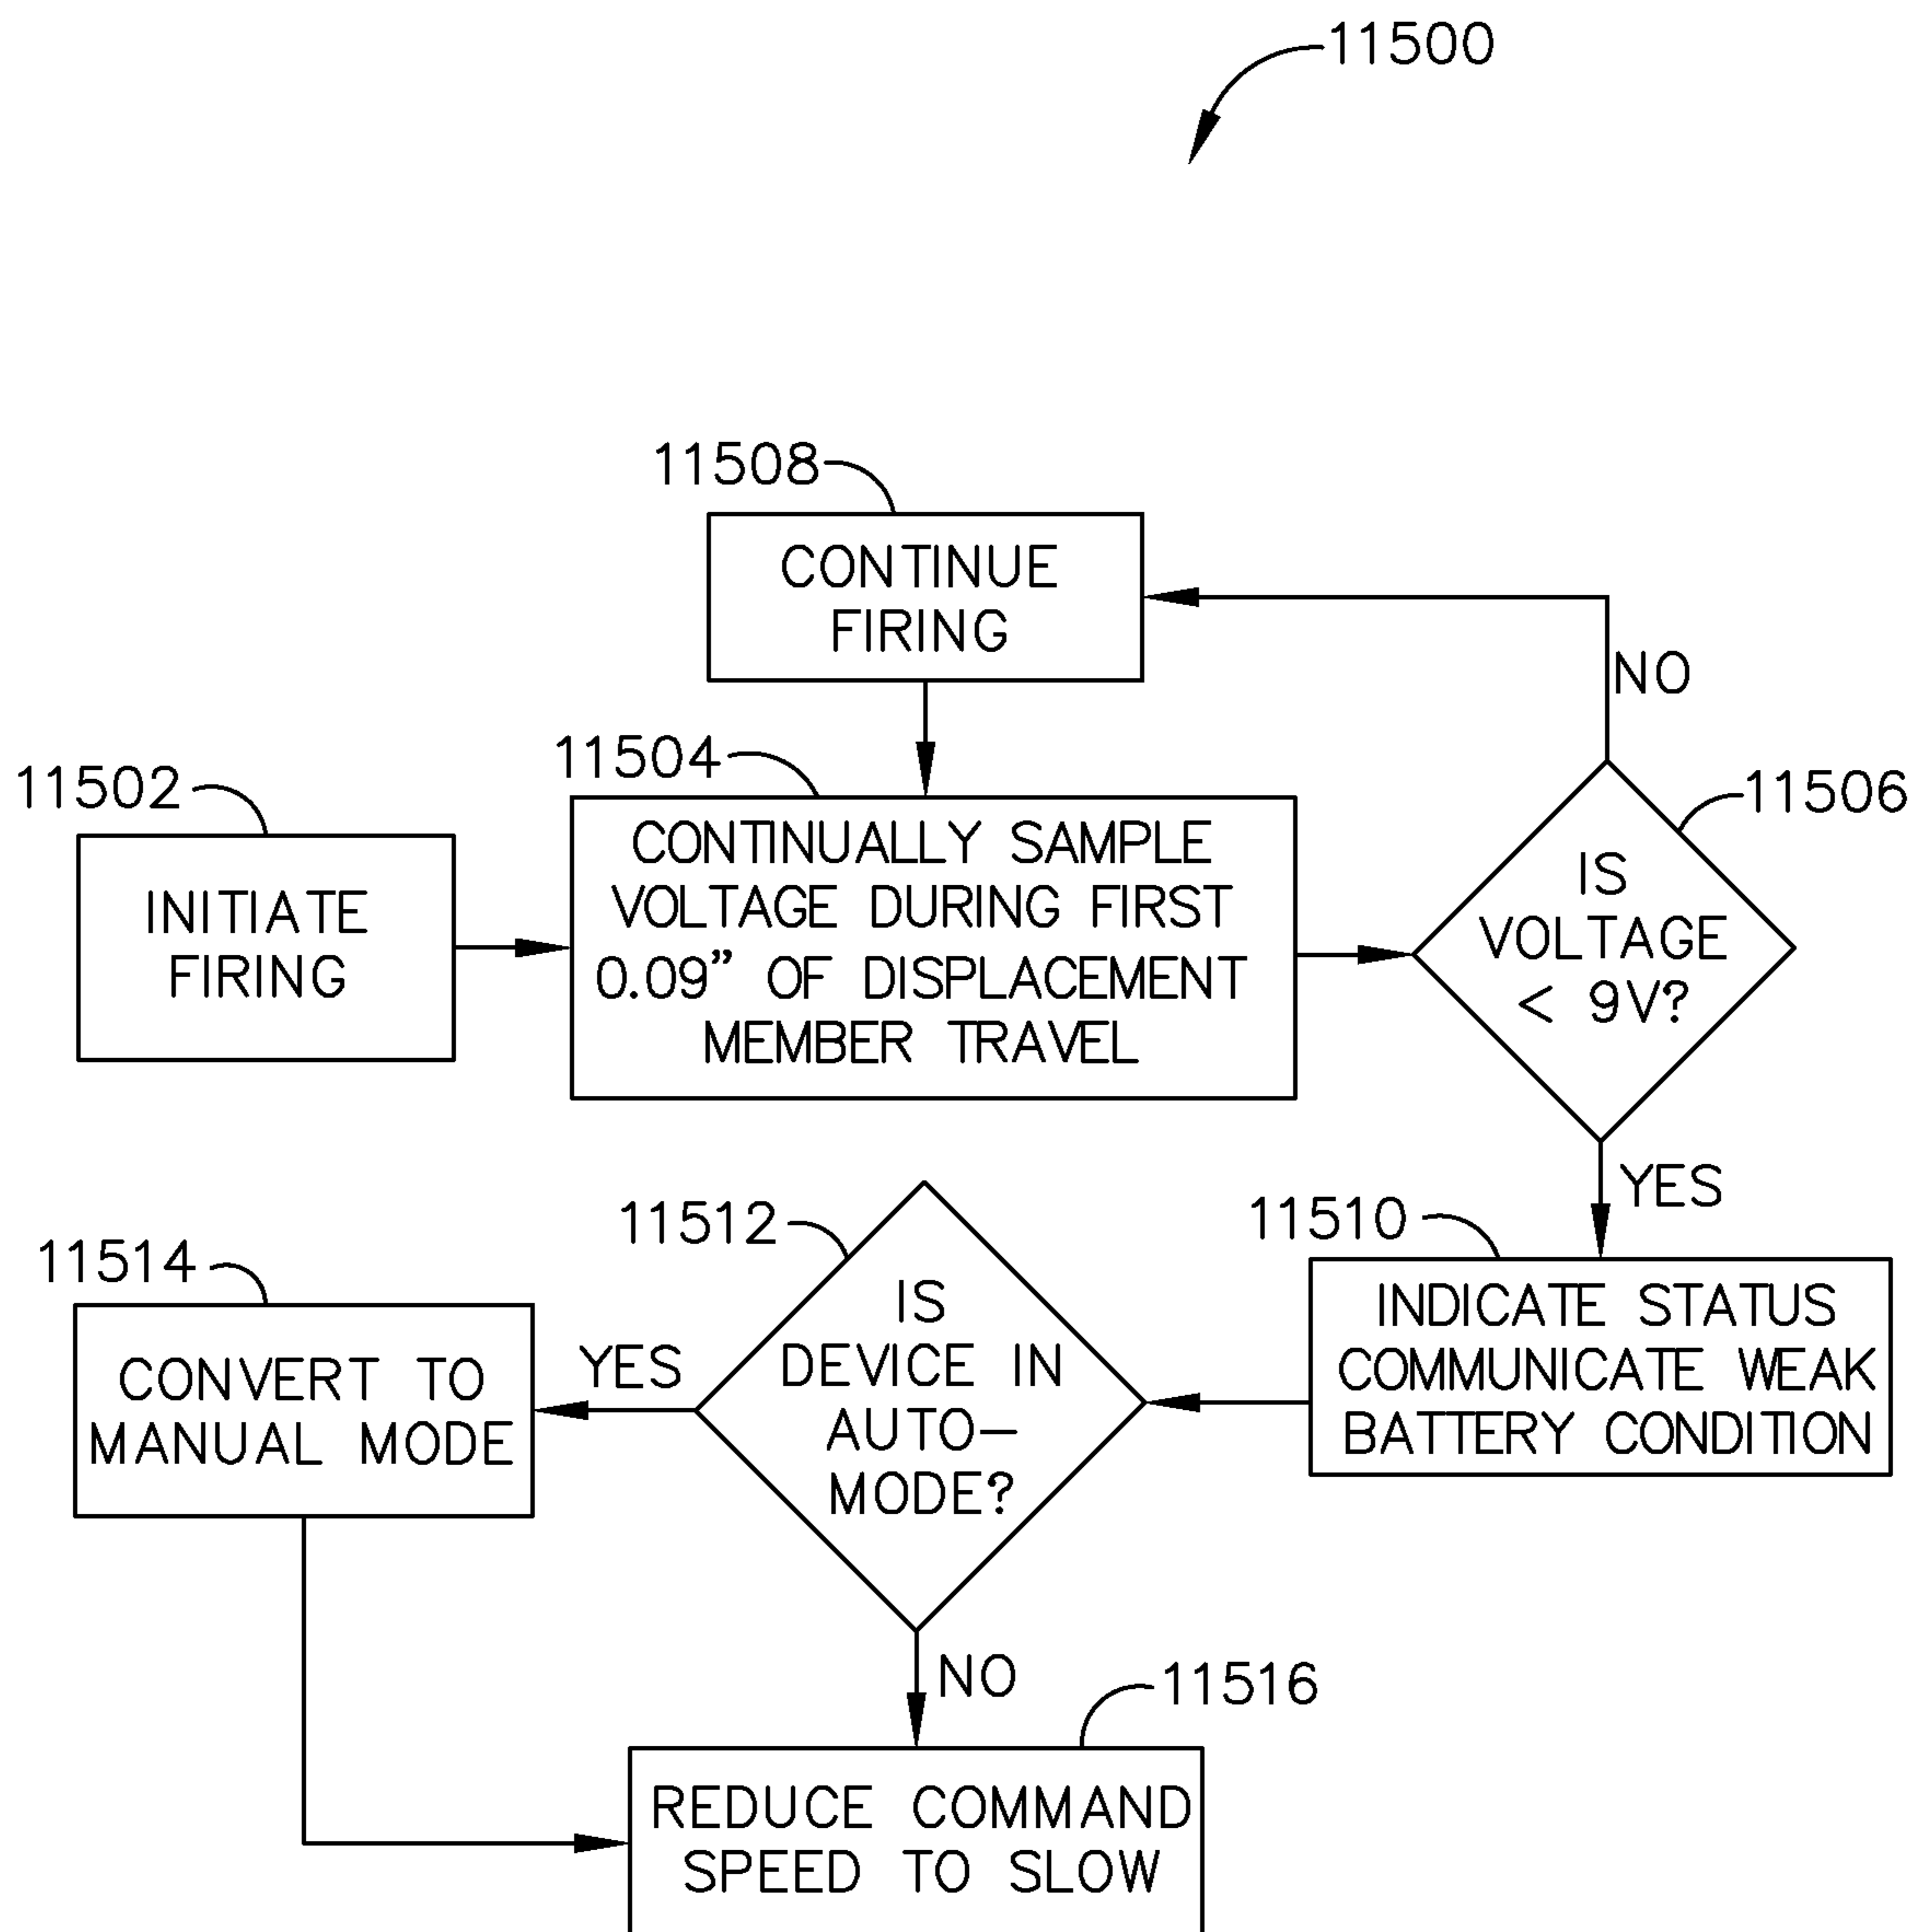 11500
11508
CONTINUE
FIRING
NO
11504
11502
11506
INITIATE
FIRING
CONTINUALLY SAMPLE
VOLTAGE DURING FIRST
0.09” OF DISPLACEMENT
MEMBER TRAVEL
IS
VOLTAGE
< 9V?
YES
11510
INDICATE STATUS
COMMUNICATE WEAK
BATTERY CONDITION
11512
IS
DEVICE IN
AUTO–
MODE?
YES
11514
CONVERT TO
MANUAL MODE
NO
11516
REDUCE COMMAND
SPEED TO SLOW